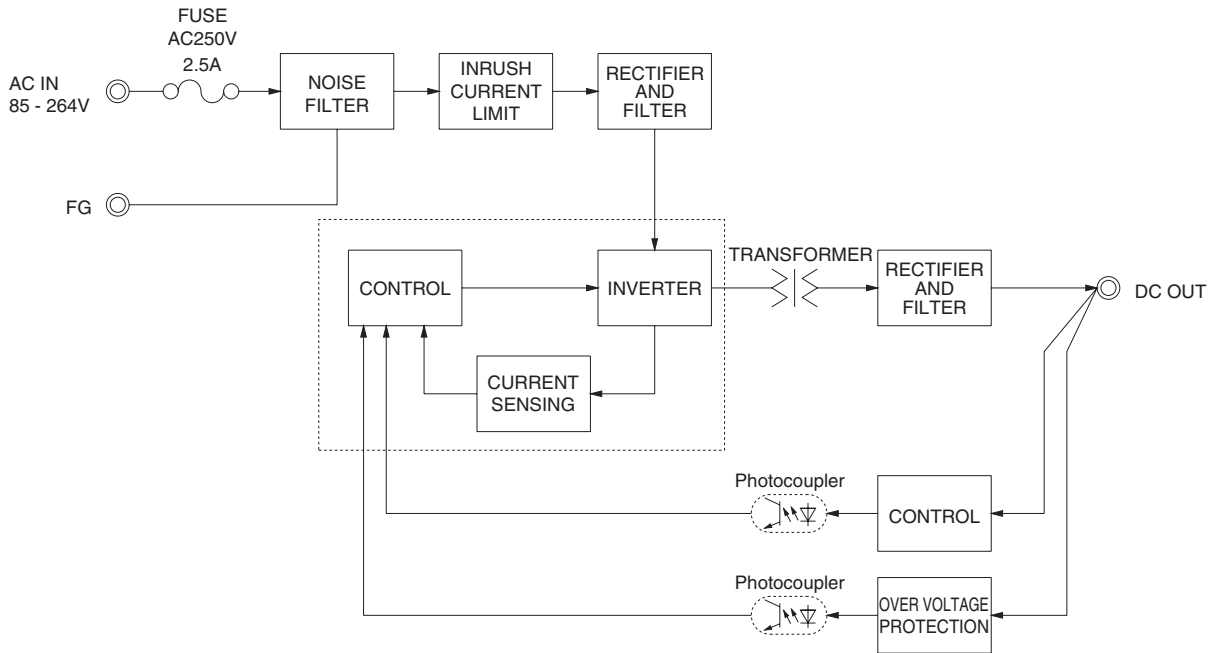 FUSE
AC250V
2.5A
AC IN
85 - 264V
NOISE
FILTER
INRUSH
CURRENT
LIMIT
RECTIFIER
AND
FILTER
FG
CONTROL
INVERTER
TRANSFORMER
RECTIFIER
AND
FILTER
DC OUT
CURRENT
SENSING
Photocoupler
CONTROL
Photocoupler
OVER VOLTAGE
PROTECTION